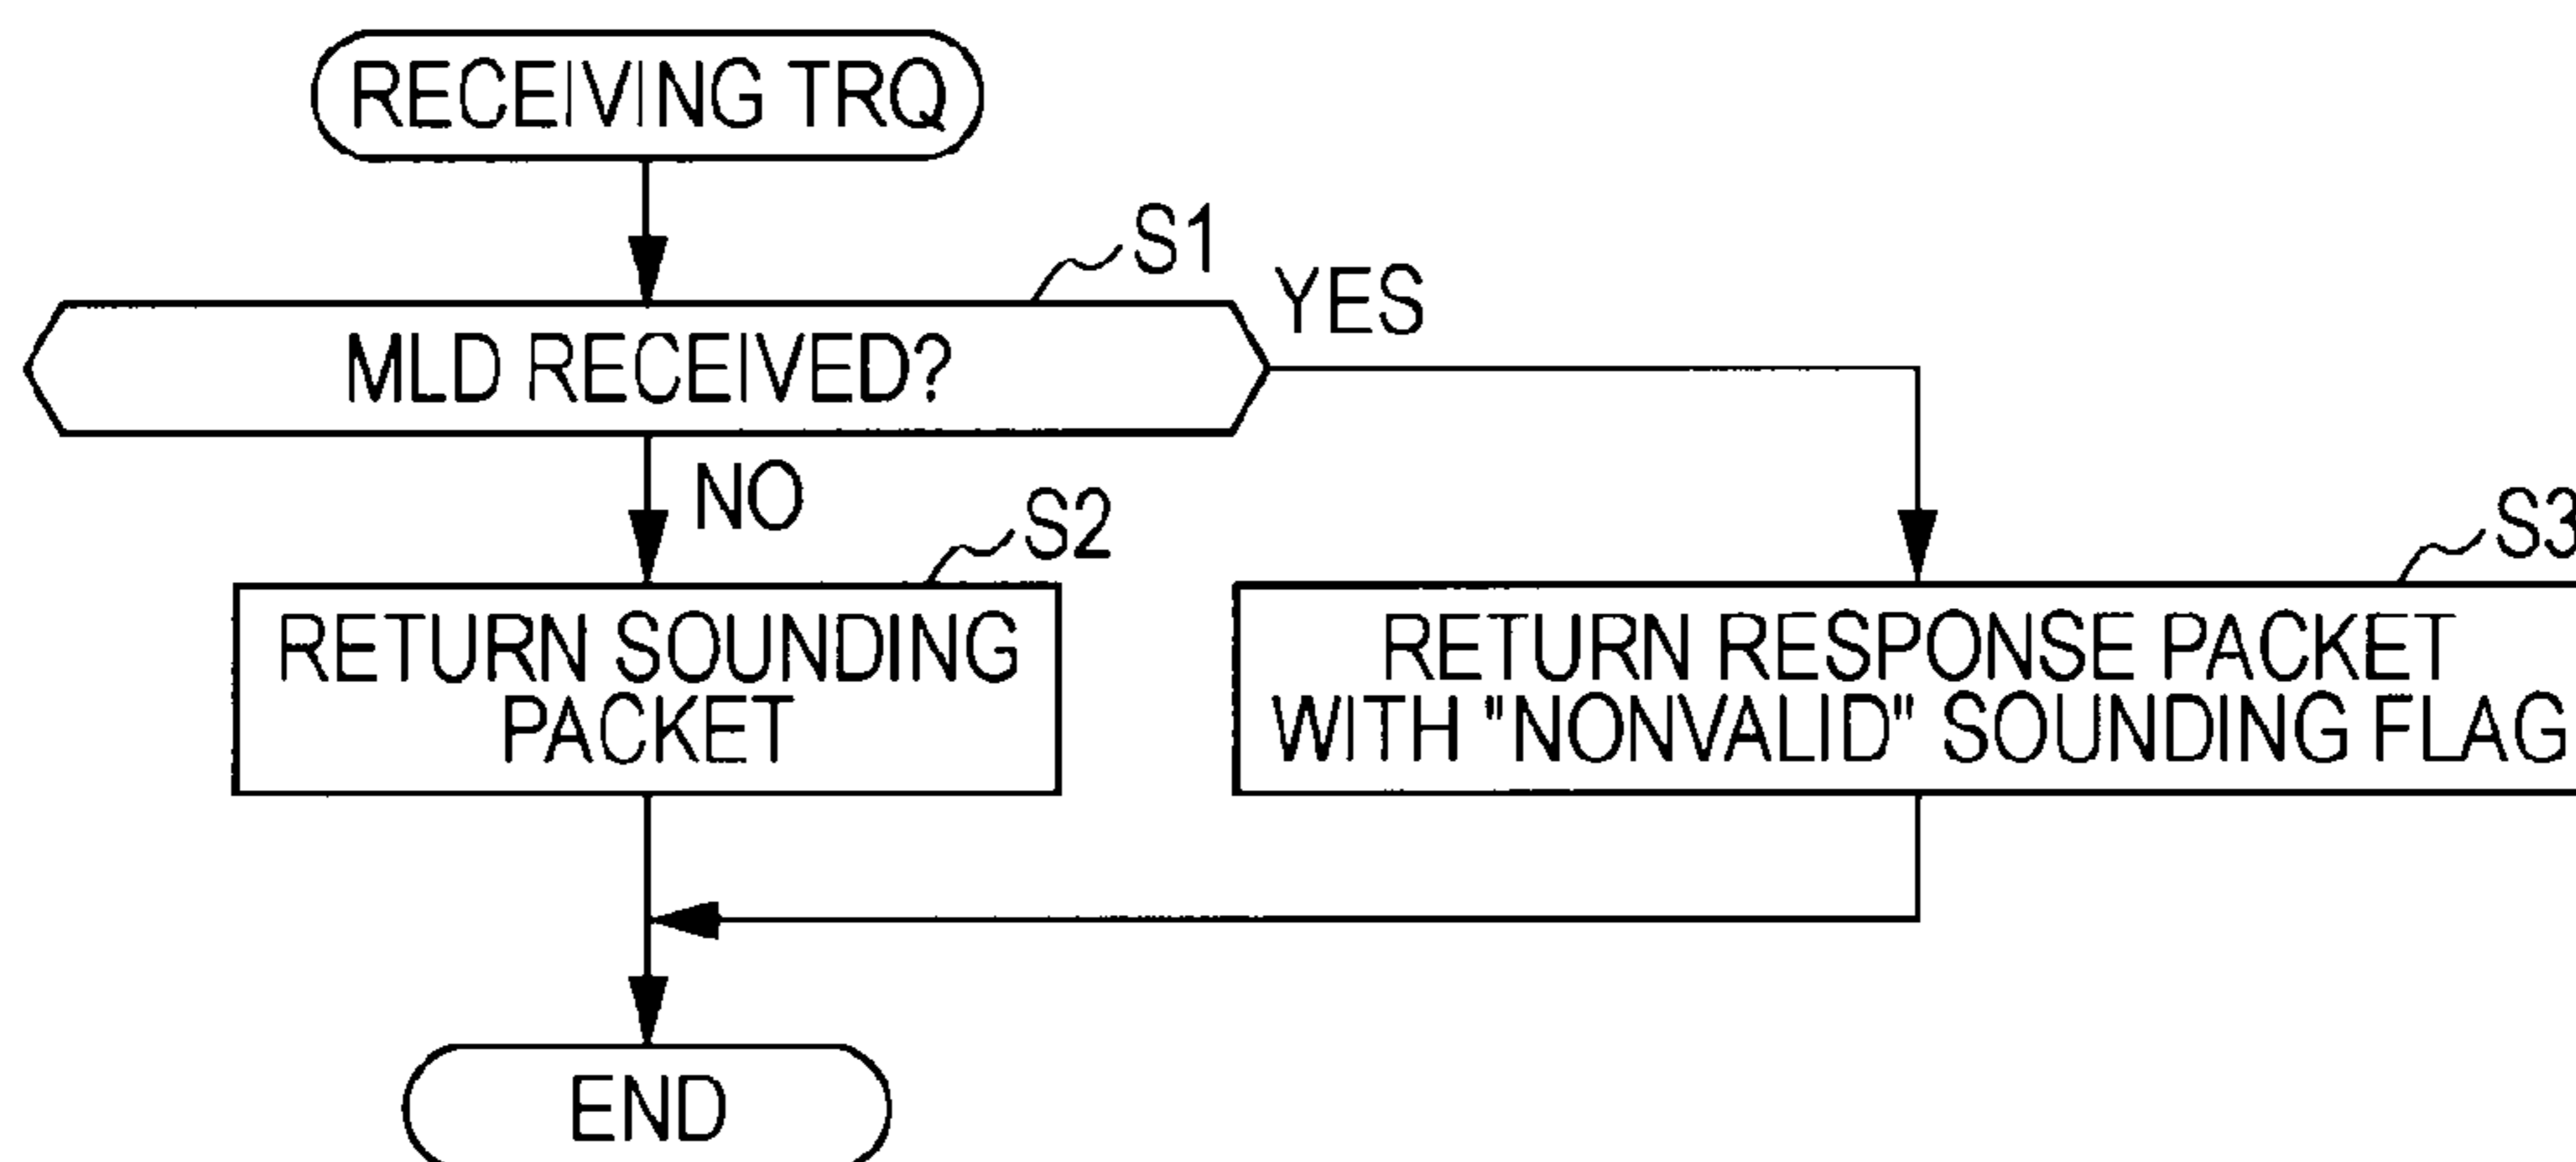 RECEIVING TRQ
S1
YES
MLD RECEIVED?
NO
S2
S3
RETURN SOUNDING
PACKET
RETURN RESPONSE PACKET
WITH "NONVALID" SOUNDING FLAG
END